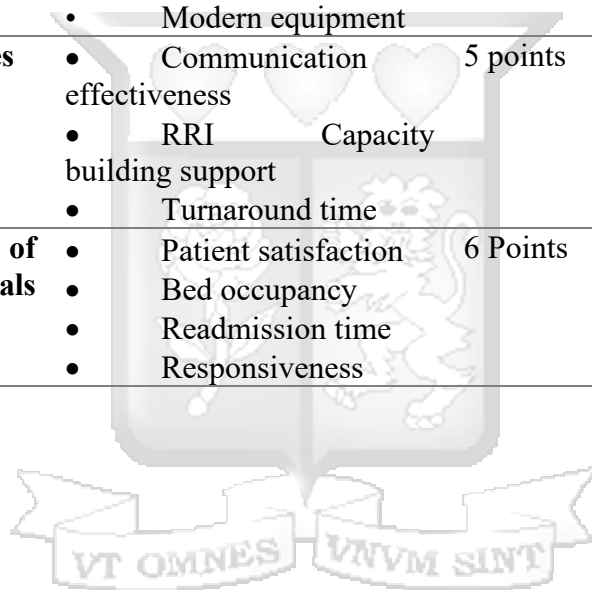 • Modern equipment
es • Communication 5 points
effectiveness
• RRI Capacity
building support
• Turnaround time
of • Patient satisfaction 6 Points
als • Bed occupancy
• Readmission time
• Responsiveness
VT OMNES VNVM SINT